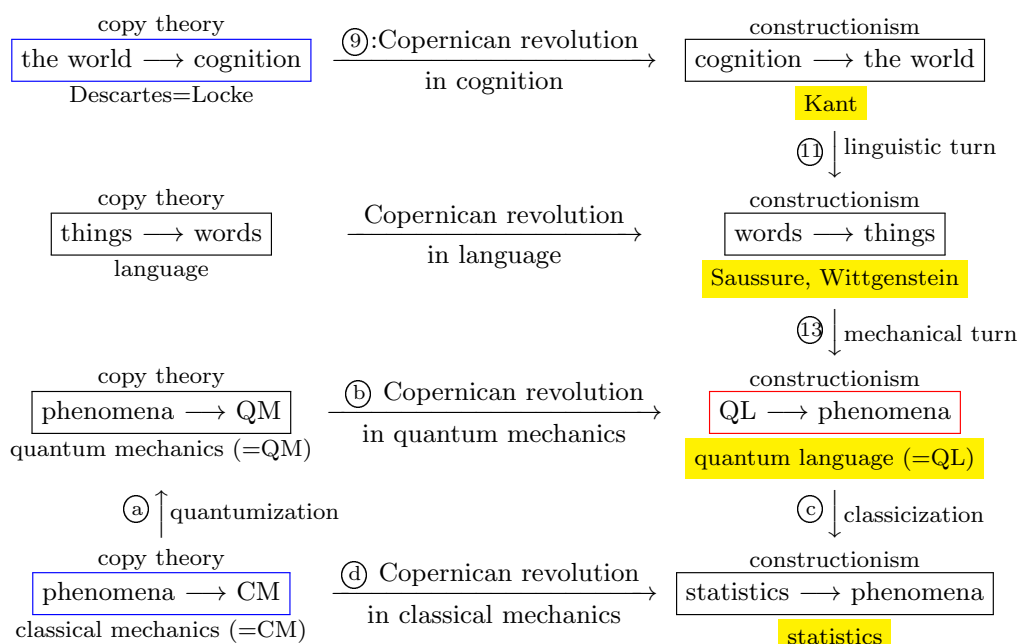 copy theory
the world ⟶ cognition
Descartes=Locke
⑨:Copernican revolution
in cognition
constructionism
cognition ⟶ the world
Kant
⑪ linguistic turn
copy theory
things ⟶ words
language
Copernican revolution
in language
constructionism
words ⟶ things
Saussure, Wittgenstein
⑬ mechanical turn
copy theory
phenomena ⟶ QM
quantum mechanics (=QM)
ⓑ Copernican revolution
in quantum mechanics
constructionism
QL ⟶ phenomena
quantum language (=QL)
ⓐ quantumization
ⓒ classicization
copy theory
phenomena ⟶ CM
classical mechanics (=CM)
ⓓ Copernican revolution
in classical mechanics
constructionism
statistics ⟶ phenomena
statistics